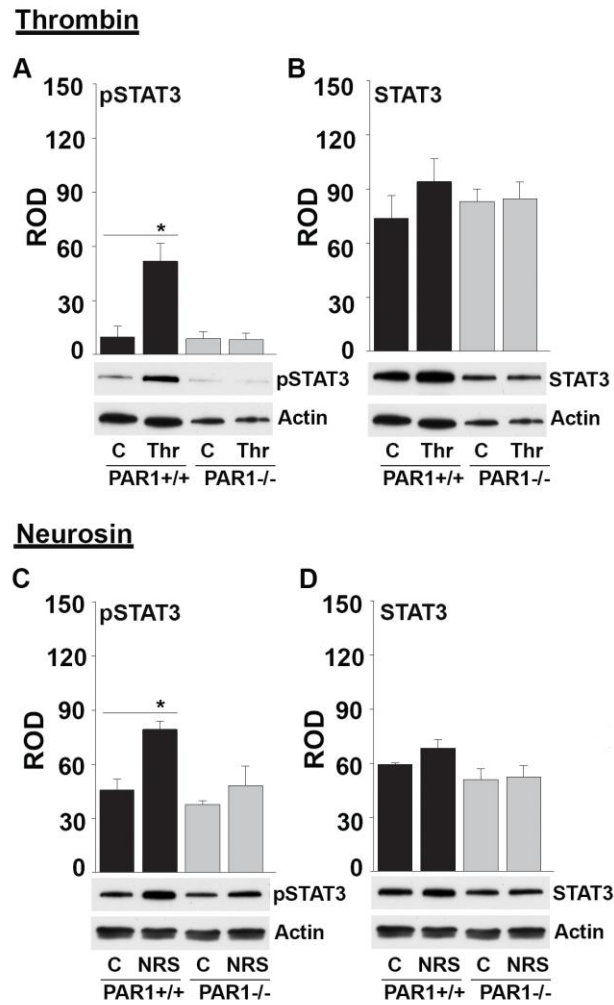 Thrombin
A
B
150
120
90
60
30
0
ROD
pSTAT3
*
150
120
90
60
30
0
ROD
STAT3
pSTAT3
STAT3
Actin
Actin
C Thr C Thr
C Thr C Thr
PAR1+/+ PAR1-/-
PAR1+/+ PAR1-/-
Neurosin
C
D
150
120
90
60
30
0
ROD
pSTAT3
*
150
120
90
60
30
0
ROD
STAT3
pSTAT3
STAT3
Actin
Actin
C NRS C NRS
C NRS C NRS
PAR1+/+ PAR1-/-
PAR1+/+ PAR1-/-